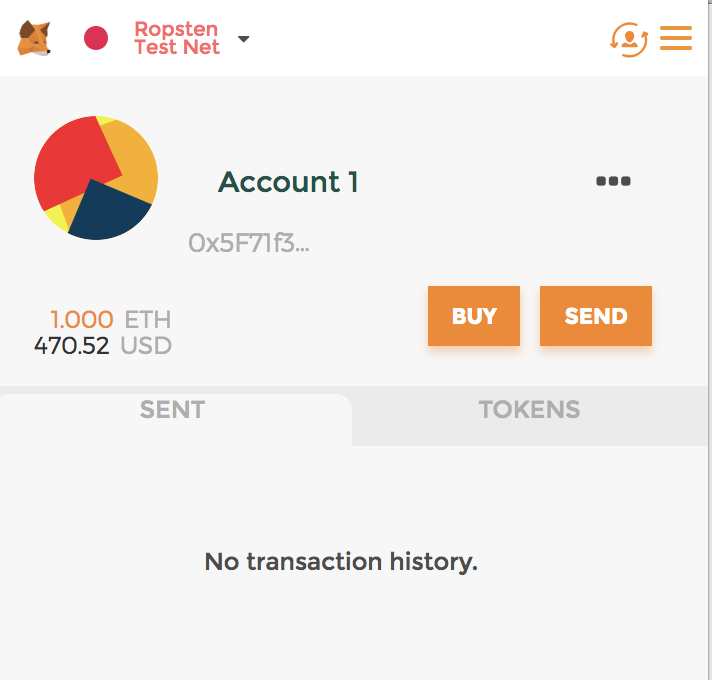 Ropsten
Test Net
Account 1
0x5F71f3...
1.000 ETH
470.52 USD
BUY
SEND
SENT
TOKENS
No transaction history.